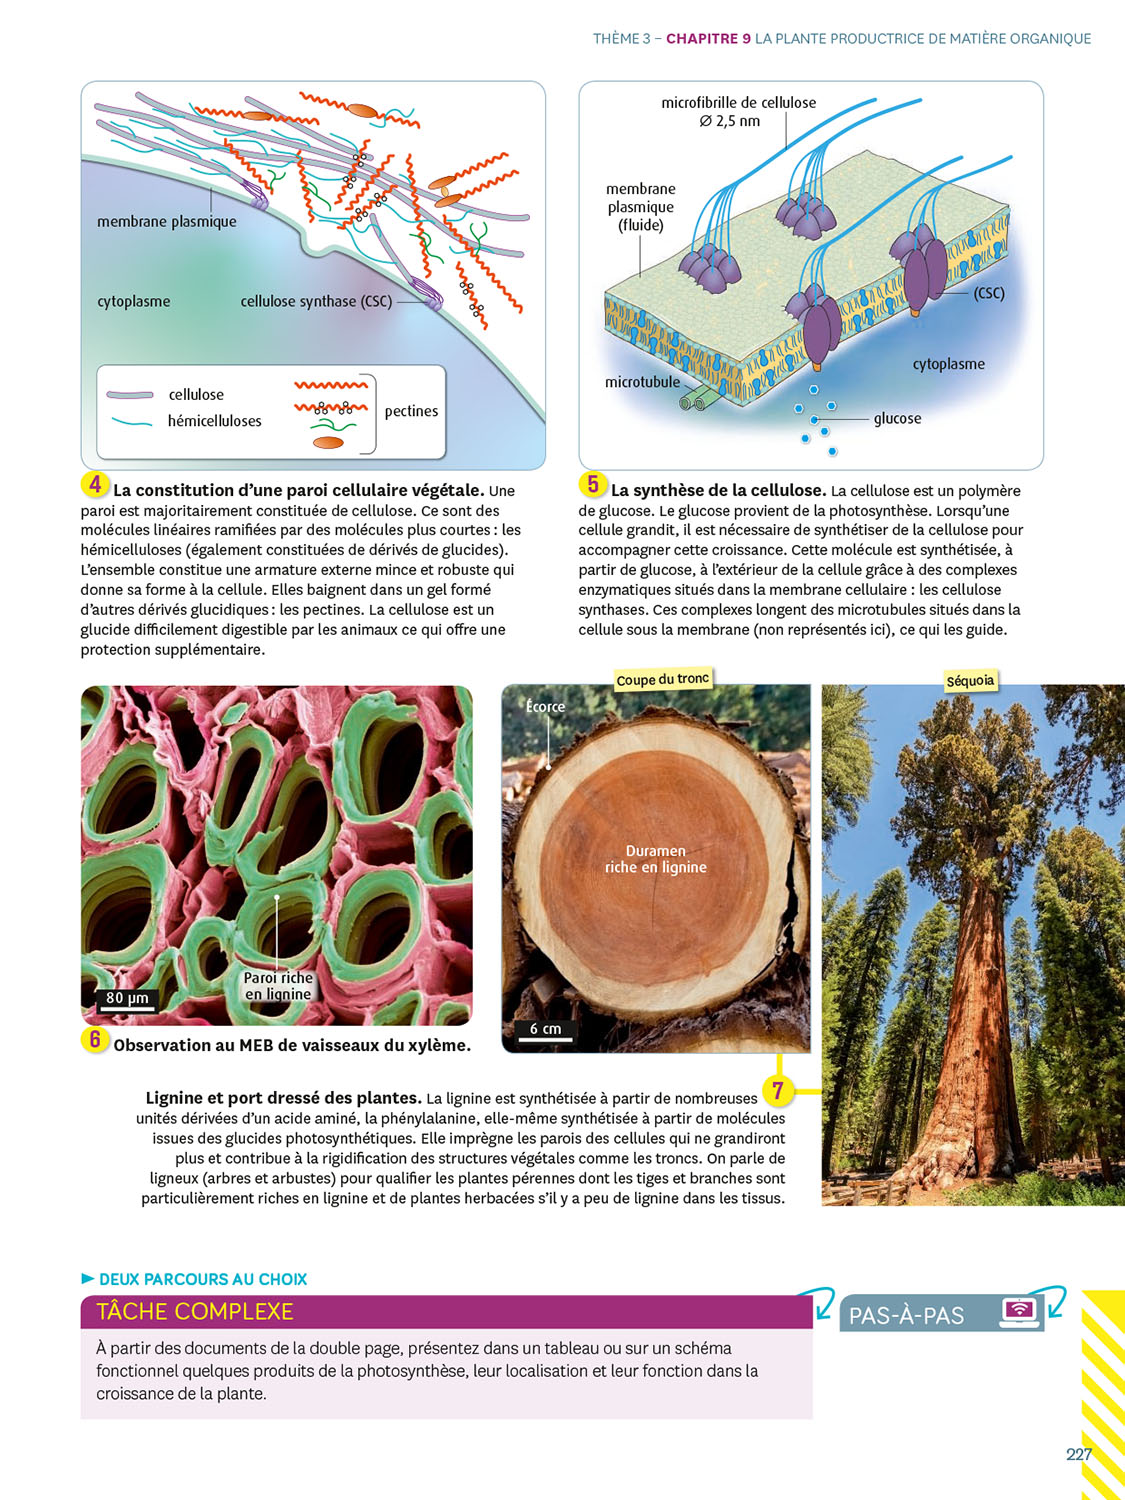 THÈME 3 – CHAPITRE 9 LA PLANTE PRODUCTRICE DE MATIÈRE ORGANIQUE
membrane plasmique
cytoplasme
cellulose synthase (CSC)
cellulose
hémicelluloses
pectines
microfibrille de cellulose
Ø 2,5 nm
membrane
plasmique
(fluide)
(CSC)
cytoplasme
microtubule
glucose
4 La constitution d’une paroi cellulaire végétale. Une
paroi est majoritairement constituée de cellulose. Ce sont des
molécules linéaires ramifiées par des molécules plus courtes : les
hémicelluloses (également constituées de dérivés de glucides).
L’ensemble constitue une armature externe mince et robuste qui
donne sa forme à la cellule. Elles baignent dans un gel formé
d’autres dérivés glucidiques : les pectines. La cellulose est un
glucide difficilement digestible par les animaux ce qui offre une
protection supplémentaire.
5 La synthèse de la cellulose. La cellulose est un polymère
de glucose. Le glucose provient de la photosynthèse. Lorsqu’une
cellule grandit, il est nécessaire de synthétiser de la cellulose pour
accompagner cette croissance. Cette molécule est synthétisée, à
partir de glucose, à l’extérieur de la cellule grâce à des complexes
enzymatiques situés dans la membrane cellulaire : les cellulose
synthases. Ces complexes longent des microtubules situés dans la
cellule sous la membrane (non représentés ici), ce qui les guide.
Paroi riche
en lignine
80 µm
6 Observation au MEB de vaisseaux du xylème.
Coupe du tronc
Écorce
Duramen
riche en lignine
6 cm
Séquoia
7
Lignine et port dressé des plantes. La lignine est synthétisée à partir de nombreuses
unités dérivées d’un acide aminé, la phénylalanine, elle-même synthétisée à partir de molécules
issues des glucides photosynthétiques. Elle imprègne les parois des cellules qui ne grandiront
plus et contribue à la rigidification des structures végétales comme les troncs. On parle de
ligneux (arbres et arbustes) pour qualifier les plantes pérennes dont les tiges et branches sont
particulièrement riches en lignine et de plantes herbacées s’il y a peu de lignine dans les tissus.
► DEUX PARCOURS AU CHOIX
TÂCHE COMPLEXE
À partir des documents de la double page, présentez dans un tableau ou sur un schéma
fonctionnel quelques produits de la photosynthèse, leur localisation et leur fonction dans la
croissance de la plante.
PAS-À-PAS
227